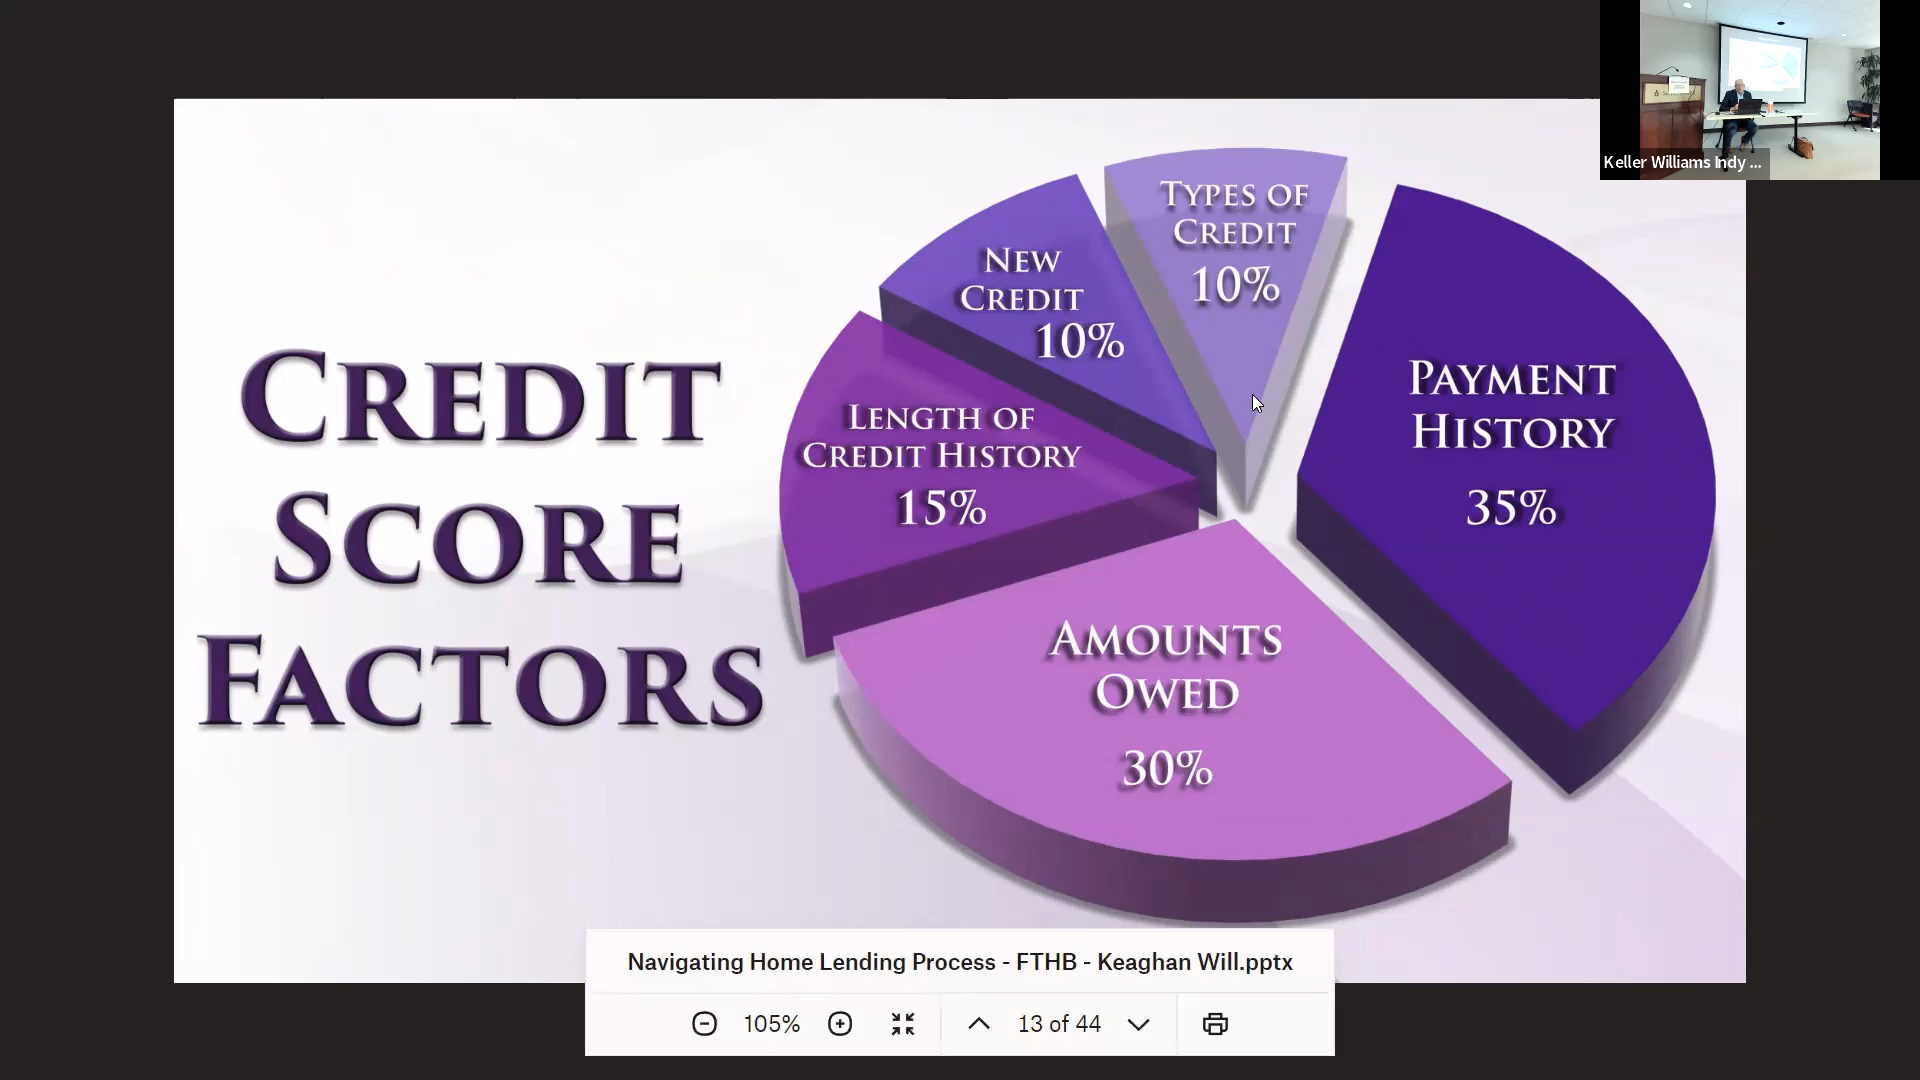 Keller Williams Indy ...
CREDIT
SCORE
FACTORS
TYPES OF
CREDIT
10%
NEW
CREDIT
10%
LENGTH OF
CREDIT HISTORY
15%
PAYMENT
HISTORY
35%
AMOUNTS
OWED
30%
Navigating Home Lending Process - FTHB - Keaghan Will.pptx
105%
13 of 44